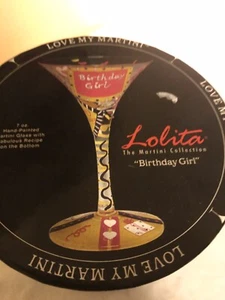 LOVE MY MARTINI
Birthday
Girl
7 oz
Hand-Painted
Martini Glass with
Fabulous Recipe
on the Bottom
Lolita
The Martini Collection
"Birthday Girl"
LOVE MY MARTINI